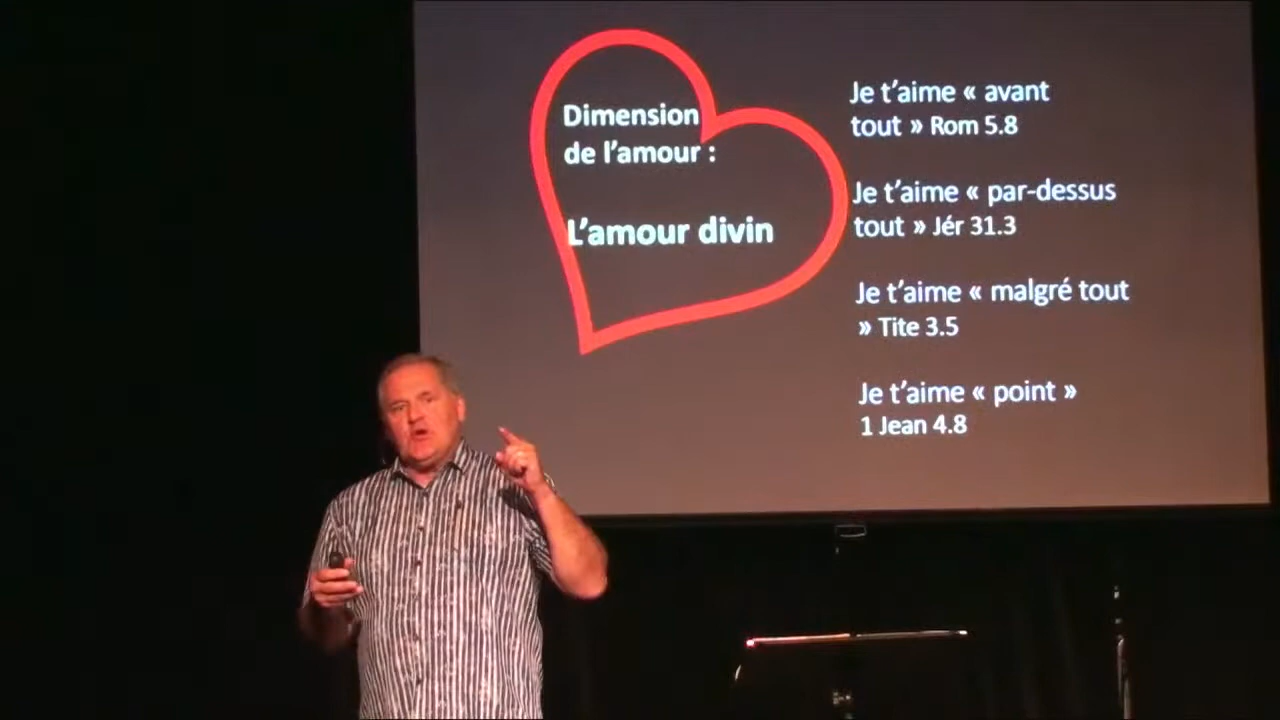 Dimension
de l’amour :
L’amour divin
Je t’aime « avant
tout » Rom 5.8
Je t’aime « par-dessus
tout » Jér 31.3
Je t’aime « malgré tout
» Tite 3.5
Je t’aime « point »
1 Jean 4.8